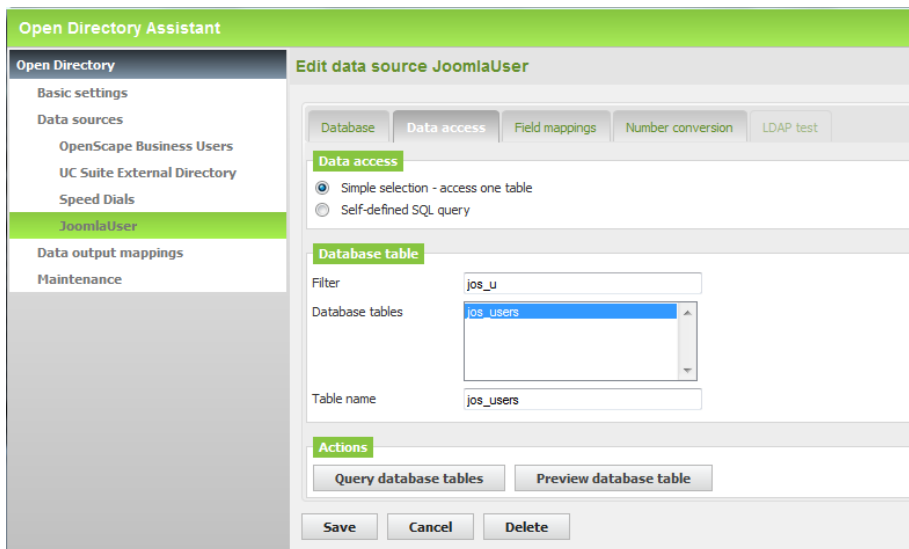 Open Directory Assistant
Open Directory
Basic settings
Data sources
OpenScape Business Users
UC Suite External Directory
Speed Dials
JoomlaUser
Data output mappings
Maintenance
Edit data source JoomlaUser
Database Data access Field mappings Number conversion LDAP test
Data access
Simple selection - access one table
Self-defined SQL query
Database table
Filter jos_u
Database tables jos_users
Table name jos_users
Actions
Query database tables Preview database table
Save Cancel Delete